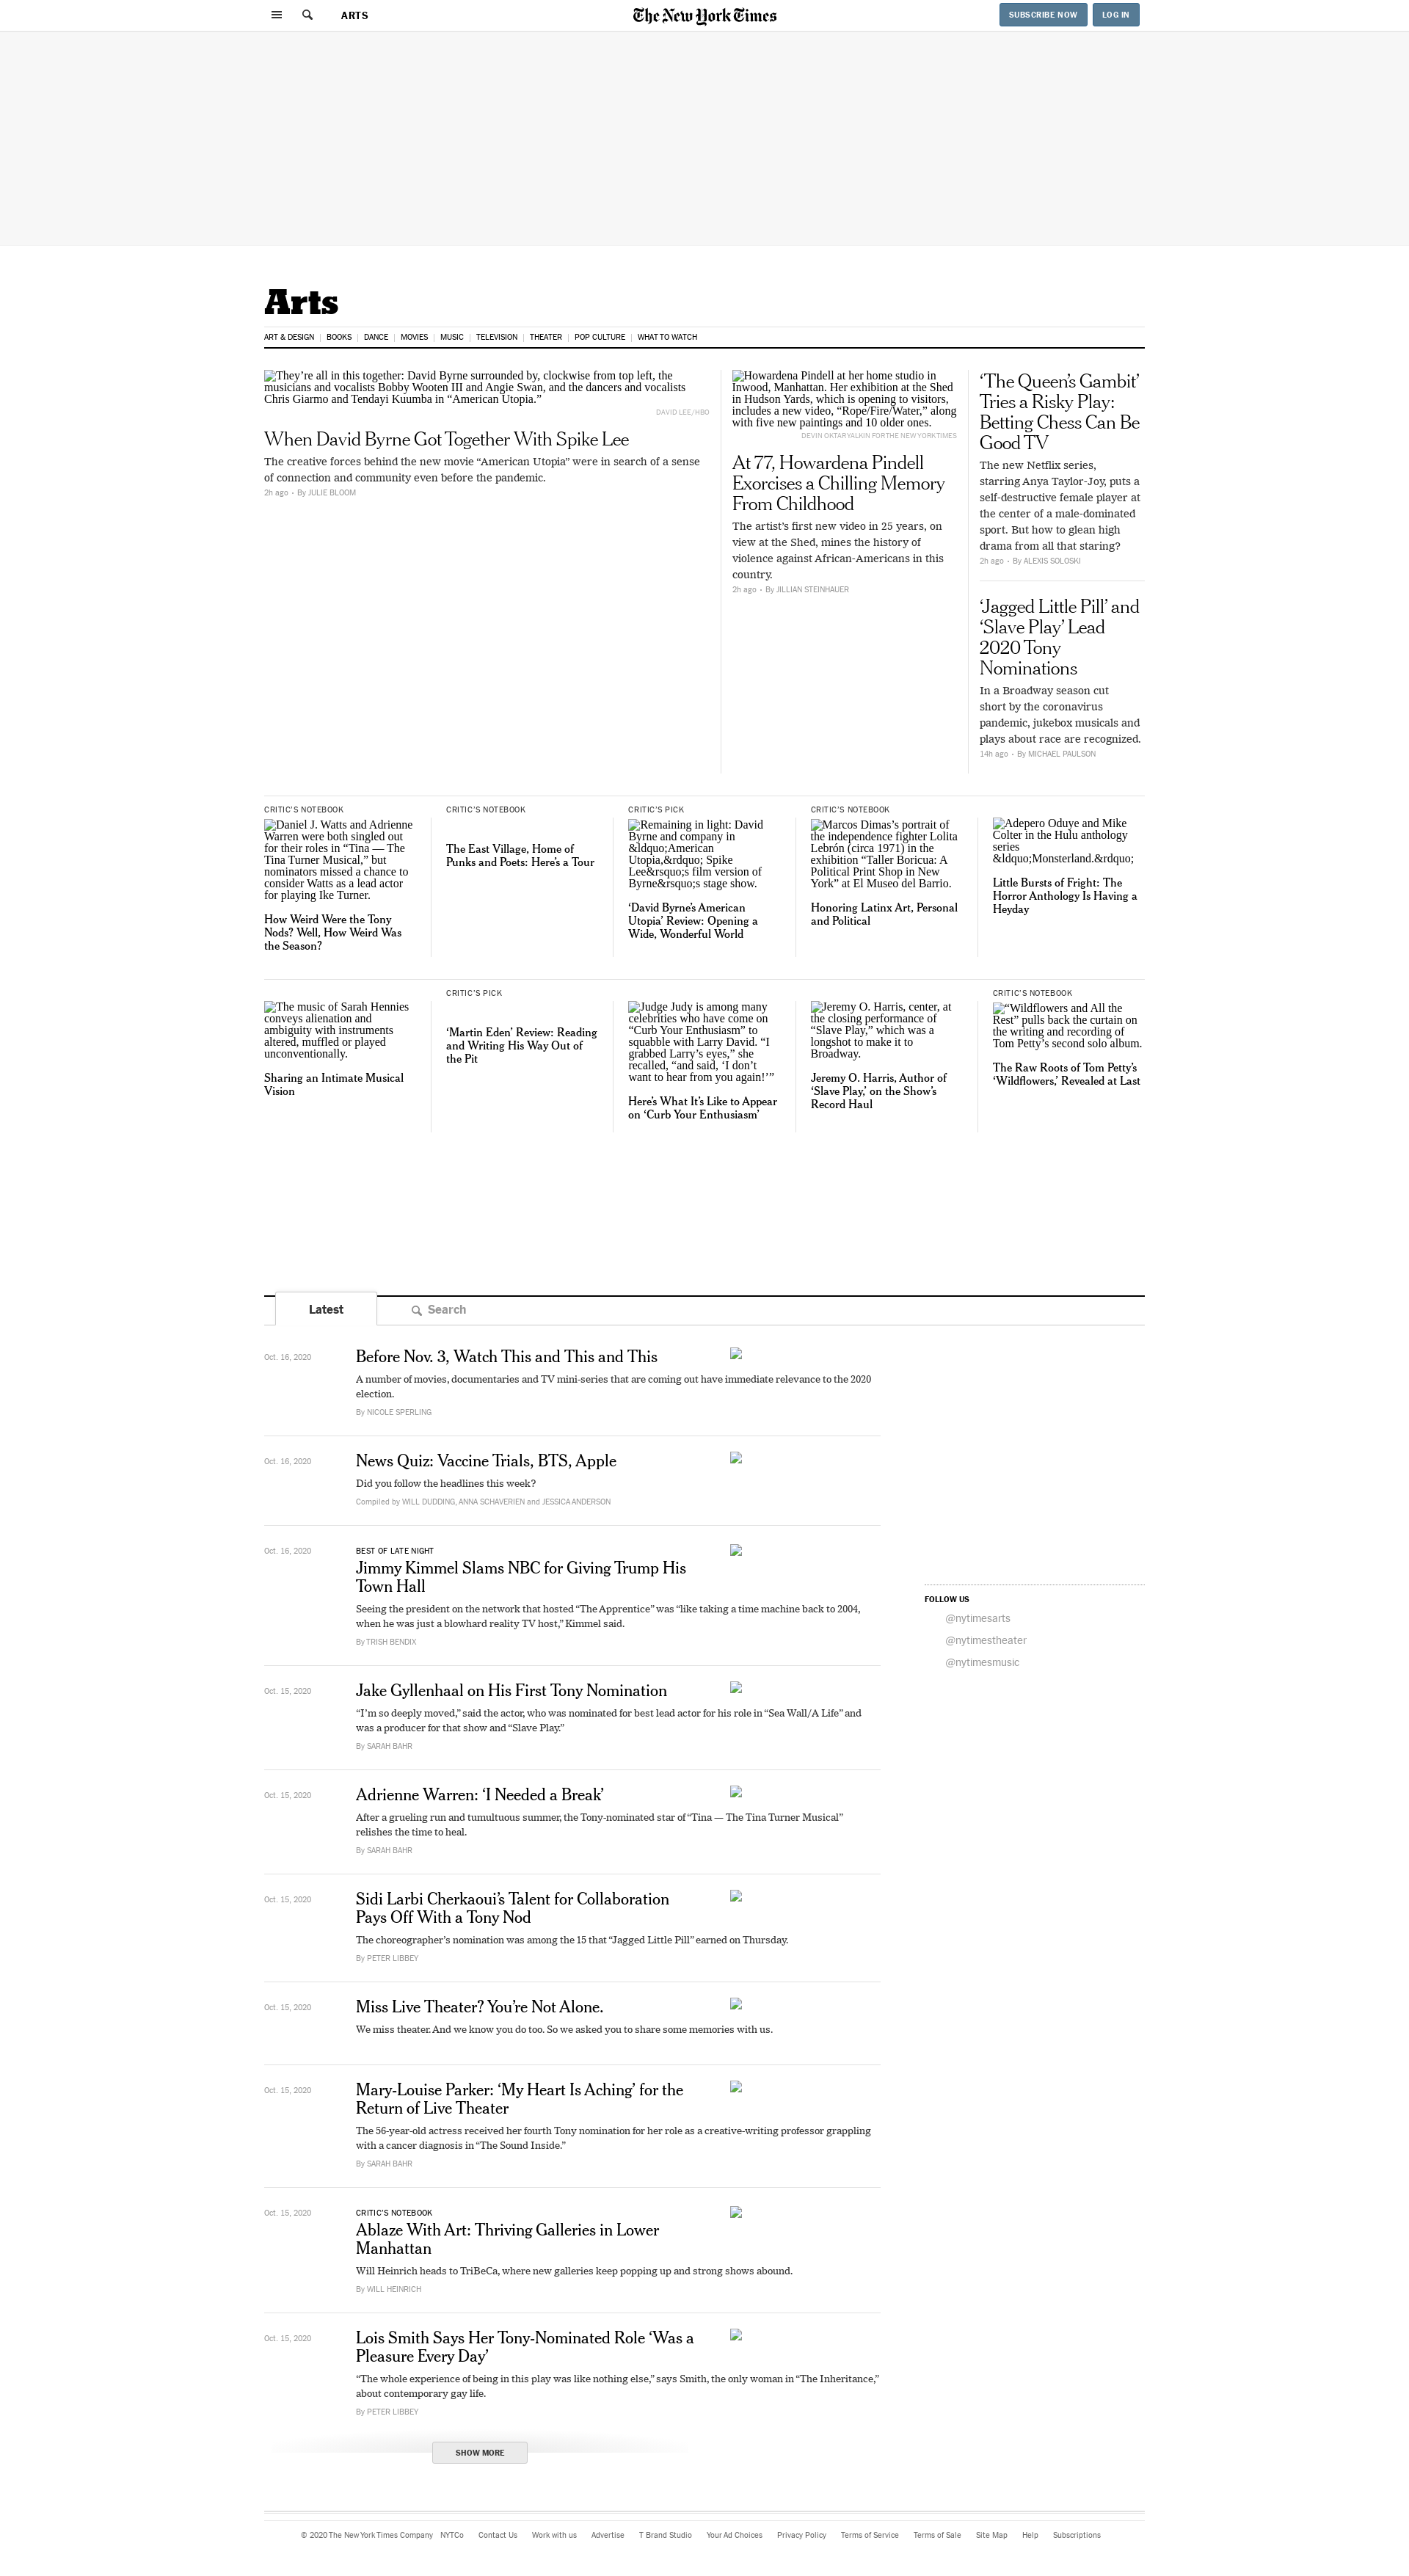 ARTS
The New York Times
SUBSCRIBE NOW
LOG IN
Arts
ART & DESIGN
BOOKS
DANCE
MOVIES
MUSIC
TELEVISION
THEATER
POP CULTURE
WHAT TO WATCH
They’re all in this together: David Byrne surrounded by, clockwise from top left, the
musicians and vocalists Bobby Wooten III and Angie Swan, and the dancers and vocalists
Chris Giarmo and Tendayi Kuumba in “American Utopia.”
DAVID LEE/HBO
When David Byrne Got Together With Spike Lee
The creative forces behind the new movie “American Utopia” were in search of a sense
of connection and community even before the pandemic.
2h ago • By JULIE BLOOM
Howardena Pindell at her home studio in
Inwood, Manhattan. Her exhibition at the Shed
in Hudson Yards, which is opening to visitors,
includes a new video, “Rope/Fire/Water,” along
with five new paintings and 10 older ones.
DEVIN OKTAR YALKIN FOR THE NEW YORK TIMES
At 77, Howardena Pindell
Exorcises a Chilling Memory
From Childhood
The artist’s first new video in 25 years, on
view at the Shed, mines the history of
violence against African-Americans in this
country.
2h ago • By JILLIAN STEINHAUER
‘The Queen’s Gambit’
Tries a Risky Play:
Betting Chess Can Be
Good TV
The new Netflix series,
starring Anya Taylor-Joy, puts a
self-destructive female player at
the center of a male-dominated
sport. But how to glean high
drama from all that staring?
2h ago • By ALEXIS SOLOSKI
‘Jagged Little Pill’ and
‘Slave Play’ Lead
2020 Tony
Nominations
In a Broadway season cut
short by the coronavirus
pandemic, jukebox musicals and
plays about race are recognized.
14h ago • By MICHAEL PAULSON
CRITIC’S NOTEBOOK
Daniel J. Watts and Adrienne
Warren were both singled out
for their roles in “Tina — The
Tina Turner Musical,” but
nominators missed a chance to
consider Watts as a lead actor
for playing Ike Turner.
How Weird Were the Tony
Nods? Well, How Weird Was
the Season?
CRITIC’S NOTEBOOK
The East Village, Home of
Punks and Poets: Here’s a Tour
CRITIC’S PICK
Remaining in light: David
Byrne and company in
&ldquo;American
Utopia,&rdquo; Spike
Lee&rsquo;s film version of
Byrne&rsquo;s stage show.
‘David Byrne’s American
Utopia’ Review: Opening a
Wide, Wonderful World
CRITIC’S NOTEBOOK
Marcos Dimas’s portrait of
the independence fighter Lolita
Lebrón (circa 1971) in the
exhibition “Taller Boricua: A
Political Print Shop in New
York” at El Museo del Barrio.
Honoring Latinx Art, Personal
and Political
Adepero Oduye and Mike
Colter in the Hulu anthology
series
&ldquo;Monsterland.&rdquo;
Little Bursts of Fright: The
Horror Anthology Is Having a
Heyday
The music of Sarah Hennies
conveys alienation and
ambiguity with instruments
altered, muffled or played
unconventionally.
Sharing an Intimate Musical
Vision
CRITIC’S PICK
‘Martin Eden’ Review: Reading
and Writing His Way Out of
the Pit
Judge Judy is among many
celebrities who have come on
“Curb Your Enthusiasm” to
squabble with Larry David. “I
grabbed Larry’s eyes,” she
recalled, “and said, ‘I don’t
want to hear from you again!’”
Here’s What It’s Like to Appear
on ‘Curb Your Enthusiasm’
Jeremy O. Harris, center, at
the closing performance of
“Slave Play,” which was a
longshot to make it to
Broadway.
Jeremy O. Harris, Author of
‘Slave Play,’ on the Show’s
Record Haul
CRITIC’S NOTEBOOK
“Wildflowers and All the
Rest” pulls back the curtain on
the writing and recording of
Tom Petty’s second solo album.
The Raw Roots of Tom Petty’s
‘Wildflowers,’ Revealed at Last
Latest
Search
Oct. 16, 2020
Before Nov. 3, Watch This and This and This
A number of movies, documentaries and TV mini-series that are coming out have immediate relevance to the 2020
election.
By NICOLE SPERLING
Oct. 16, 2020
News Quiz: Vaccine Trials, BTS, Apple
Did you follow the headlines this week?
Compiled by WILL DUDDING, ANNA SCHAVERIEN and JESSICA ANDERSON
Oct. 16, 2020
BEST OF LATE NIGHT
Jimmy Kimmel Slams NBC for Giving Trump His
Town Hall
Seeing the president on the network that hosted “The Apprentice” was “like taking a time machine back to 2004,
when he was just a blowhard reality TV host,” Kimmel said.
By TRISH BENDIX
FOLLOW US
@nytimesarts
@nytimestheater
@nytimesmusic
Oct. 15, 2020
Jake Gyllenhaal on His First Tony Nomination
“I’m so deeply moved,” said the actor, who was nominated for best lead actor for his role in “Sea Wall/A Life” and
was a producer for that show and “Slave Play.”
By SARAH BAHR
Oct. 15, 2020
Adrienne Warren: ‘I Needed a Break’
After a grueling run and tumultuous summer, the Tony-nominated star of “Tina — The Tina Turner Musical”
relishes the time to heal.
By SARAH BAHR
Oct. 15, 2020
Sidi Larbi Cherkaoui’s Talent for Collaboration
Pays Off With a Tony Nod
The choreographer’s nomination was among the 15 that “Jagged Little Pill” earned on Thursday.
By PETER LIBBEY
Oct. 15, 2020
Miss Live Theater? You’re Not Alone.
We miss theater. And we know you do too. So we asked you to share some memories with us.
Oct. 15, 2020
Mary-Louise Parker: ‘My Heart Is Aching’ for the
Return of Live Theater
The 56-year-old actress received her fourth Tony nomination for her role as a creative-writing professor grappling
with a cancer diagnosis in “The Sound Inside.”
By SARAH BAHR
Oct. 15, 2020
CRITIC’S NOTEBOOK
Ablaze With Art: Thriving Galleries in Lower
Manhattan
Will Heinrich heads to TriBeCa, where new galleries keep popping up and strong shows abound.
By WILL HEINRICH
Oct. 15, 2020
Lois Smith Says Her Tony-Nominated Role ‘Was a
Pleasure Every Day’
“The whole experience of being in this play was like nothing else,” says Smith, the only woman in “The Inheritance,”
about contemporary gay life.
By PETER LIBBEY
SHOW MORE
© 2020 The New York Times Company
NYTCo
Contact Us
Work with us
Advertise
T Brand Studio
Your Ad Choices
Privacy Policy
Terms of Service
Terms of Sale
Site Map
Help
Subscriptions